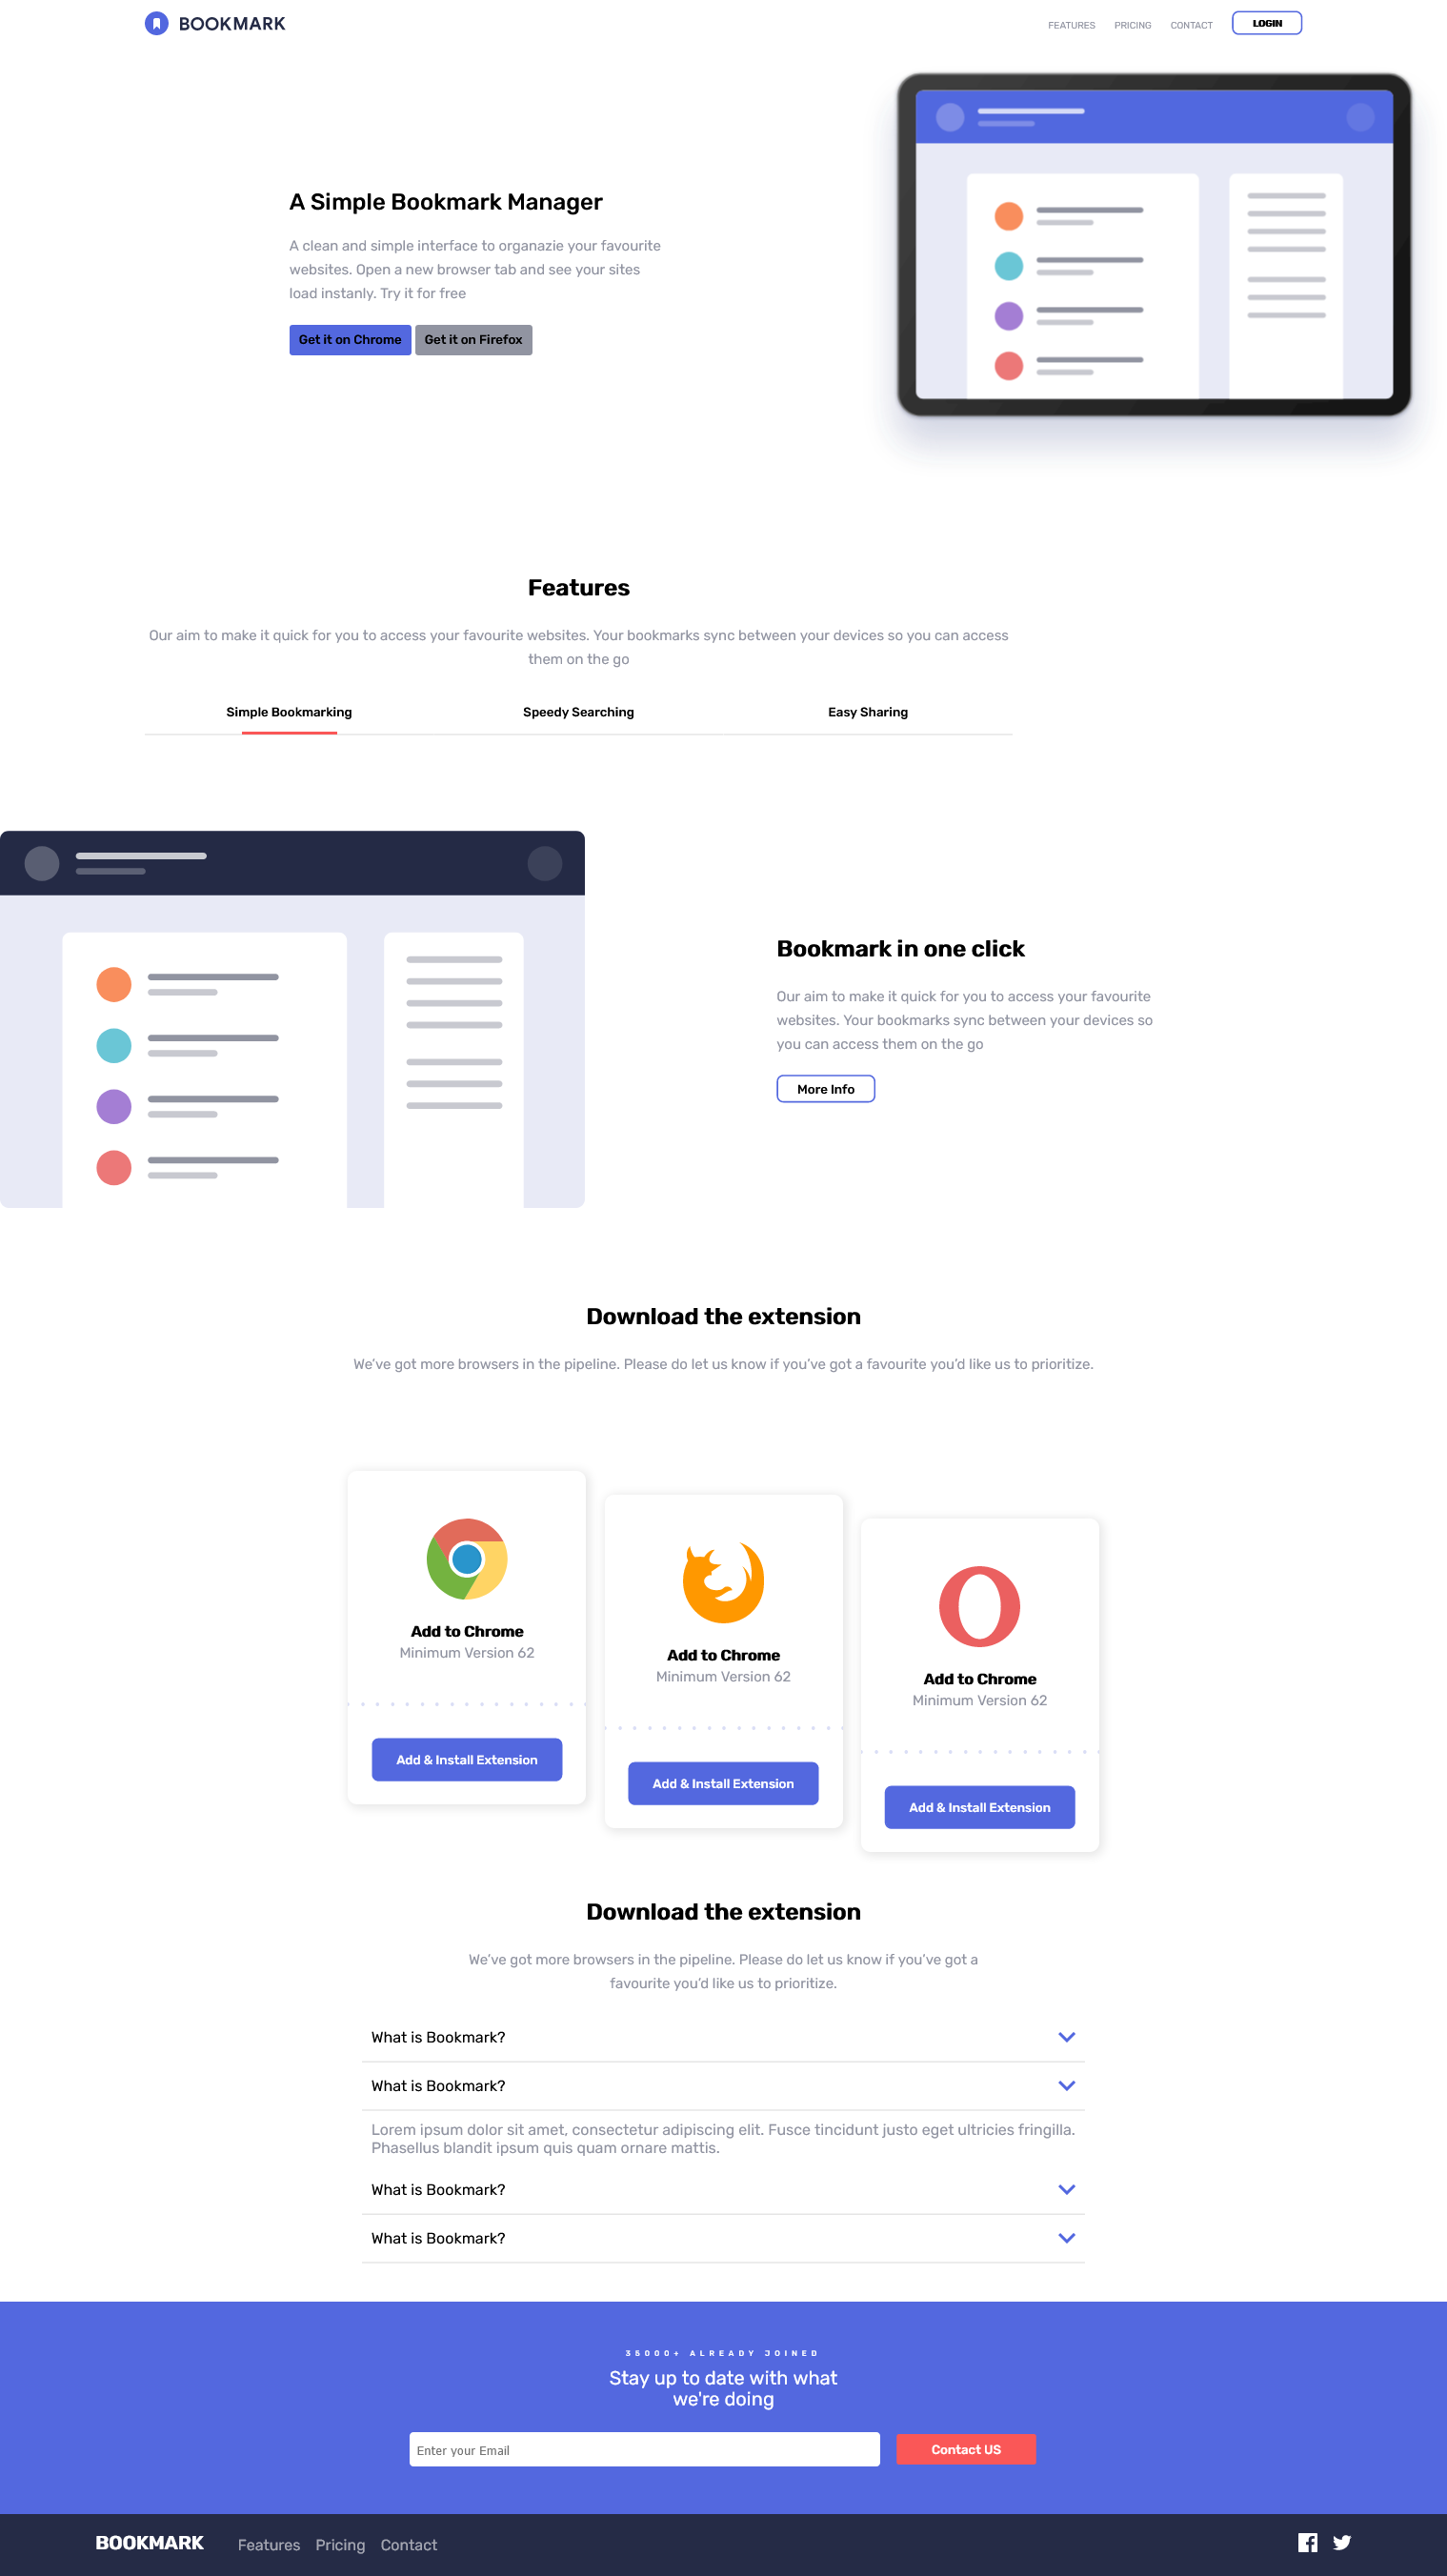 BOOKMARK
FEATURES PRICING CONTACT LOGIN
A Simple Bookmark Manager
A clean and simple interface to organazie your favourite
websites. Open a new browser tab and see your sites
load instanly. Try it for free
Get it on Chrome Get it on Firefox
Features
Our aim to make it quick for you to access your favourite websites. Your bookmarks sync between your devices so you can access
them on the go
Simple Bookmarking Speedy Searching Easy Sharing
Bookmark in one click
Our aim to make it quick for you to access your favourite
websites. Your bookmarks sync between your devices so
you can access them on the go
More Info
Download the extension
We've got more browsers in the pipeline. Please do let us know if you've got a favourite you'd like us to prioritize.
Add to Chrome
Minimum Version 62
Add & Install Extension
Add to Chrome
Minimum Version 62
Add & Install Extension
Add to Chrome
Minimum Version 62
Add & Install Extension
Download the extension
We've got more browsers in the pipeline. Please do let us know if you've got a
favourite you'd like us to prioritize.
What is Bookmark?
What is Bookmark?
Lorem ipsum dolor sit amet, consectetur adipiscing elit. Fusce tincidunt justo eget ultricies fringilla.
Phasellus blandit ipsum quis quam ornare mattis.
What is Bookmark?
What is Bookmark?
35000+ ALREADY JOINED
Stay up to date with what
we're doing
Enter your Email
Contact US
BOOKMARK Features Pricing Contact